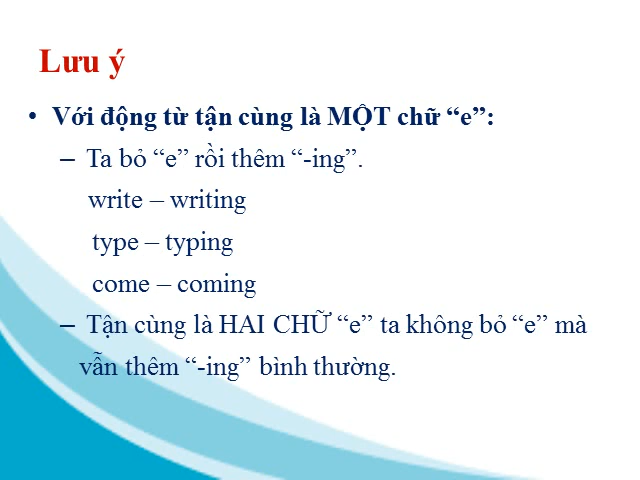 Lưu ý
• Với động từ tận cùng là MỘT chữ “e”:
– Ta bỏ “e” rồi thêm “-ing”.
write – writing
type – typing
come – coming
– Tận cùng là HAI CHỮ “e” ta không bỏ “e” mà
vẫn thêm “-ing” bình thường.